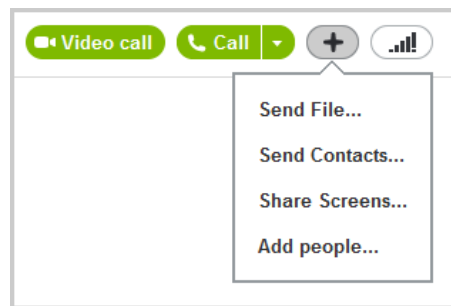 Video call Call
Send File...
Send Contacts...
Share Screens...
Add people...